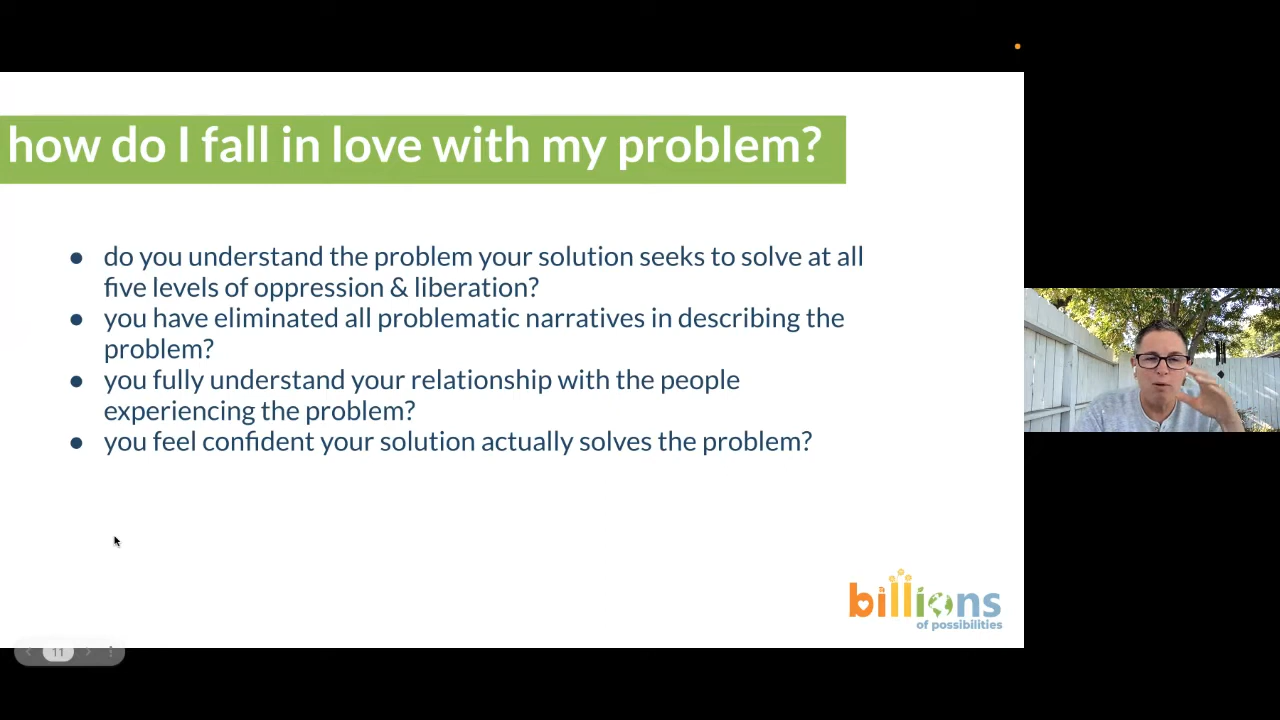 how do I fall in love with my problem?
● do you understand the problem your solution seeks to solve at all
five levels of oppression & liberation?
● you have eliminated all problematic narratives in describing the
problem?
● you fully understand your relationship with the people
experiencing the problem?
● you feel confident your solution actually solves the problem?
billions
of possibilities
11